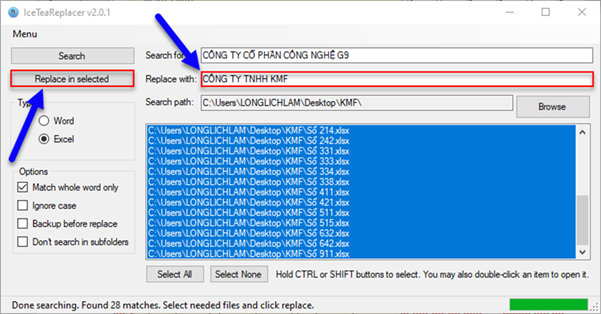 IceTeaReplacer v2.0.1
Menu
Search
Search for:
CÔNG TY CỔ PHẦN CÔNG NGHỆ G9
Replace in selected
Replace with:
CÔNG TY TNHH KMF
Search path:
C:\Users\LONGLICHLAM\Desktop\KMF\
Browse
Word
Excel
C:\Users\LONGLICHLAM\Desktop\KMF\Số 214.xlsx
C:\Users\LONGLICHLAM\Desktop\KMF\Số 242.xlsx
C:\Users\LONGLICHLAM\Desktop\KMF\Số 331.xlsx
C:\Users\LONGLICHLAM\Desktop\KMF\Số 333.xlsx
C:\Users\LONGLICHLAM\Desktop\KMF\Số 334.xlsx
C:\Users\LONGLICHLAM\Desktop\KMF\Số 338.xlsx
C:\Users\LONGLICHLAM\Desktop\KMF\Số 411.xlsx
C:\Users\LONGLICHLAM\Desktop\KMF\Số 421.xlsx
C:\Users\LONGLICHLAM\Desktop\KMF\Số 511.xlsx
C:\Users\LONGLICHLAM\Desktop\KMF\Số 515.xlsx
C:\Users\LONGLICHLAM\Desktop\KMF\Số 632.xlsx
C:\Users\LONGLICHLAM\Desktop\KMF\Số 642.xlsx
C:\Users\LONGLICHLAM\Desktop\KMF\Số 911.xlsx
Options
Match whole word only
Ignore case
Backup before replace
Don't search in subfolders
Select All
Select None
Hold CTRL or SHIFT buttons to select. You may also double-click an item to open it.
Done searching. Found 28 matches. Select needed files and click replace.